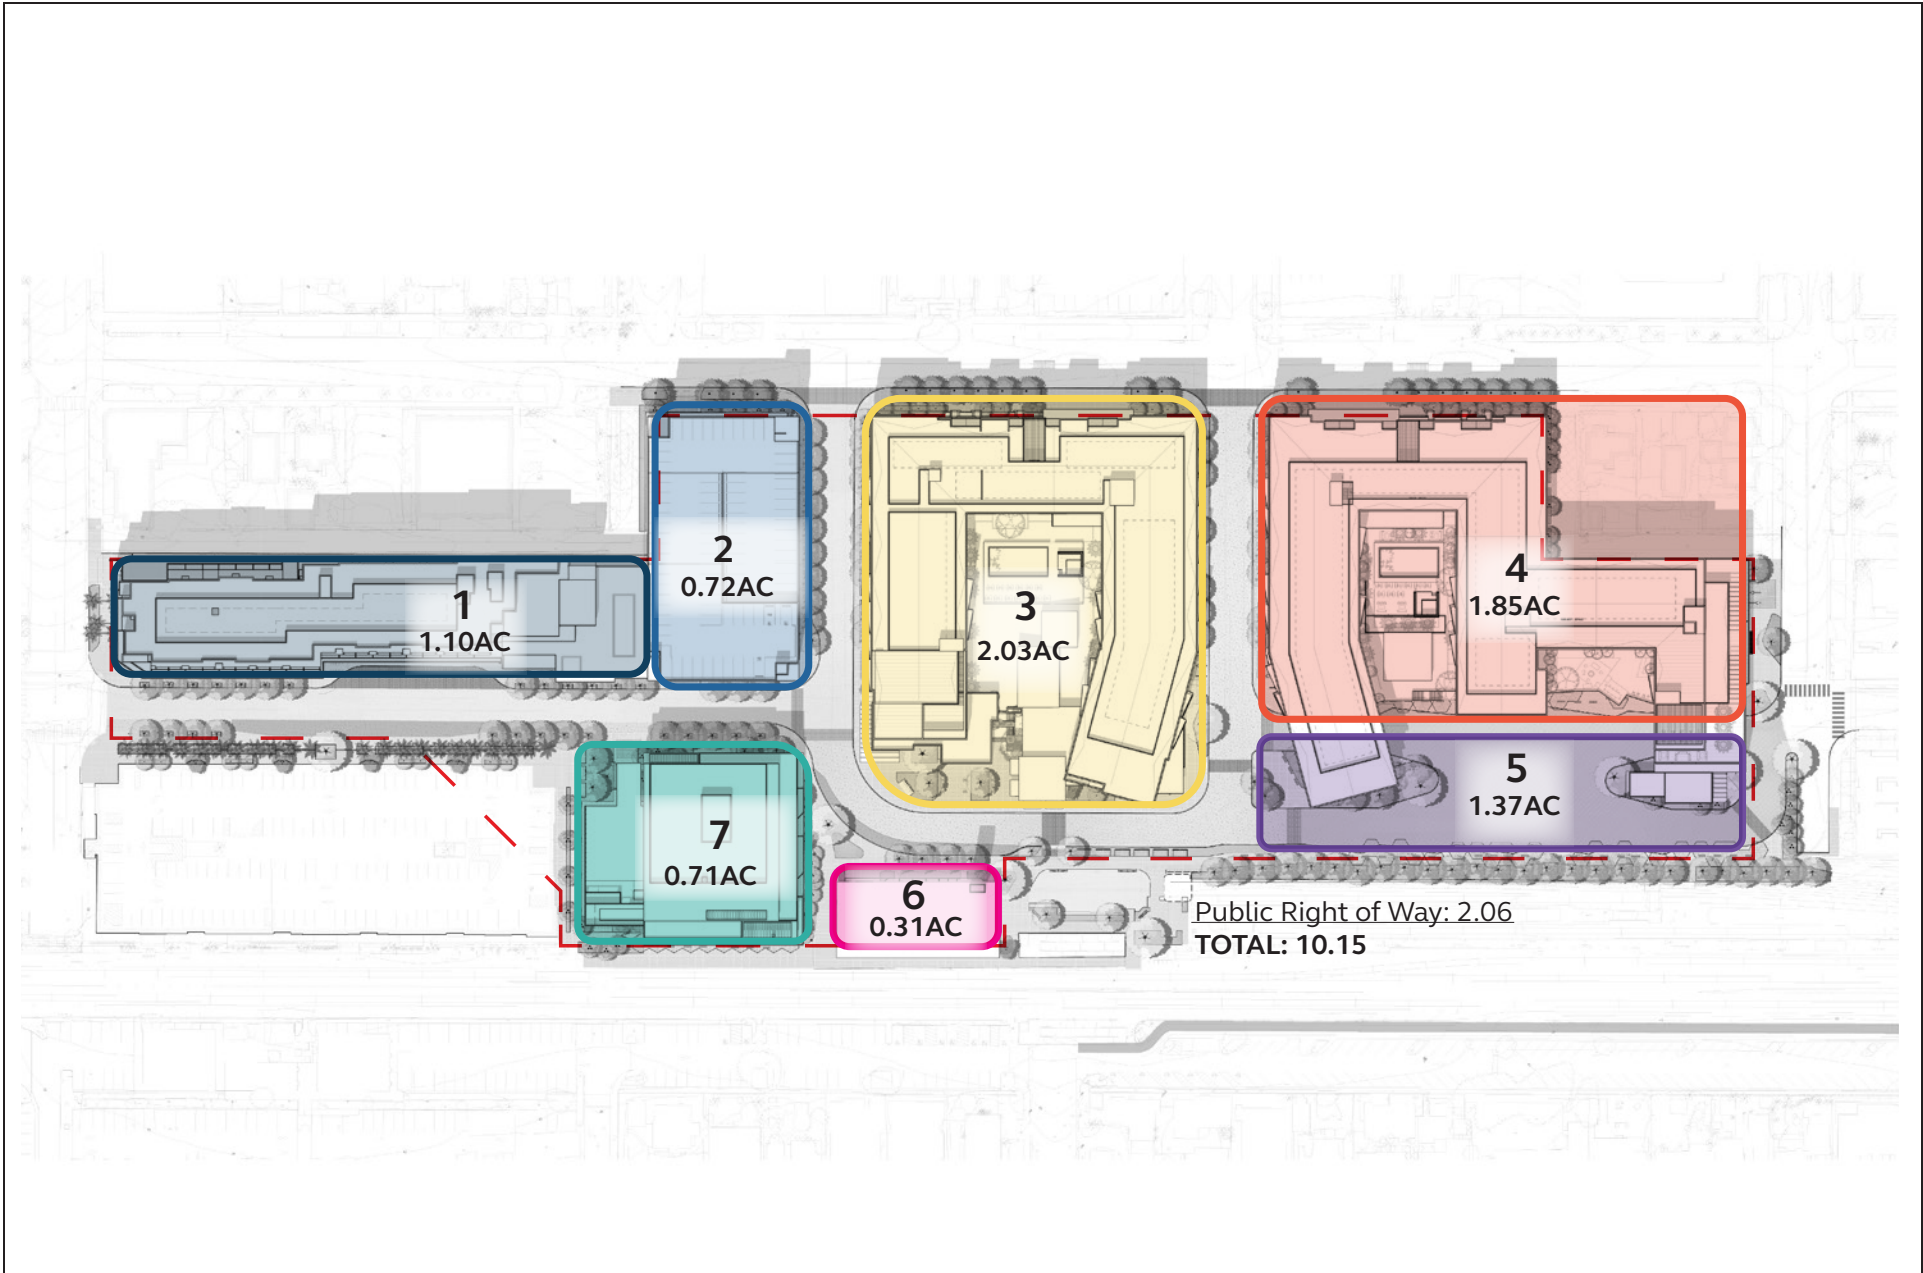 1
1.10AC
2
0.72AC
3
2.03AC
4
1.85AC
5
1.37AC
7
0.71AC
6
0.31AC
Public Right of Way: 2.06
TOTAL: 10.15